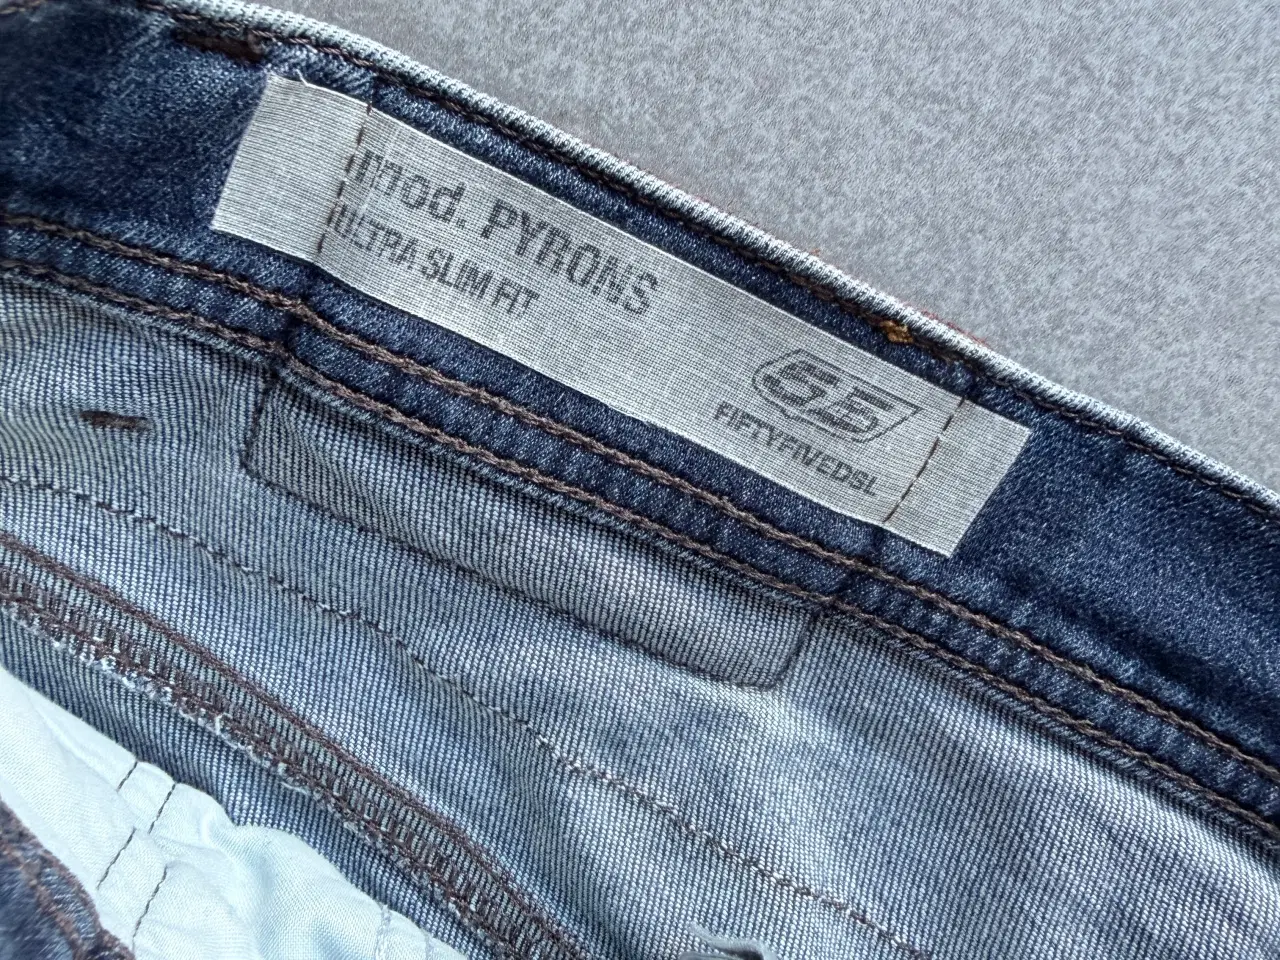 mod. PYRONS
ULTRA SLIM FIT
55
FIFTYFIVEDSL